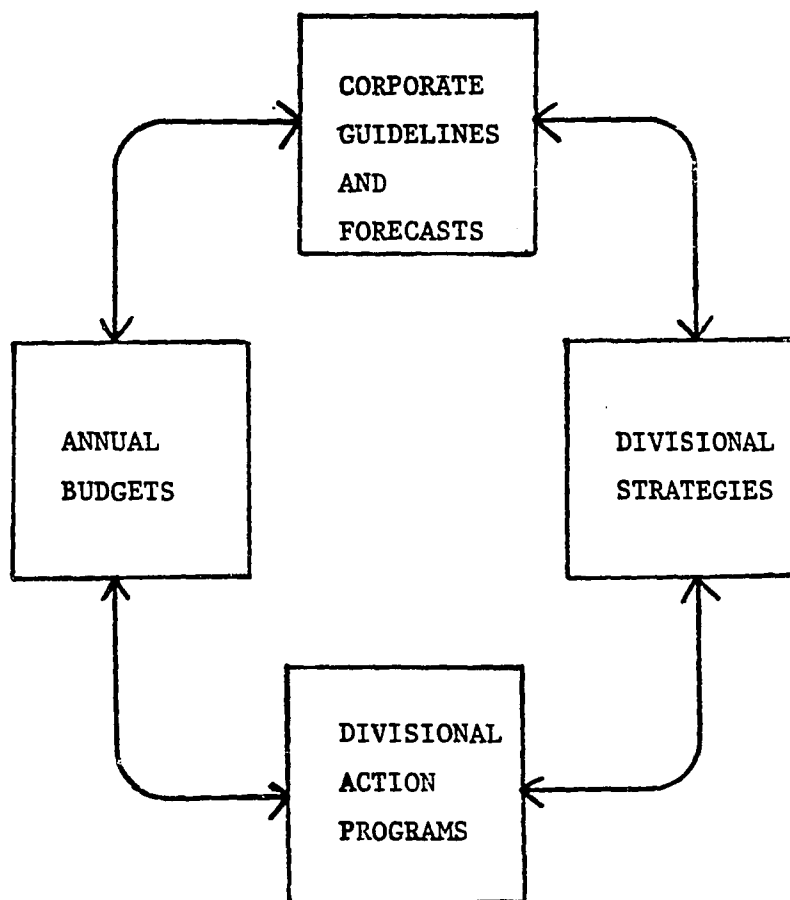 CORPORATE
GUIDELINES
AND
FORECASTS
ANNUAL
BUDGETS
DIVISIONAL
STRATEGIES
DIVISIONAL
ACTION
PROGRAMS